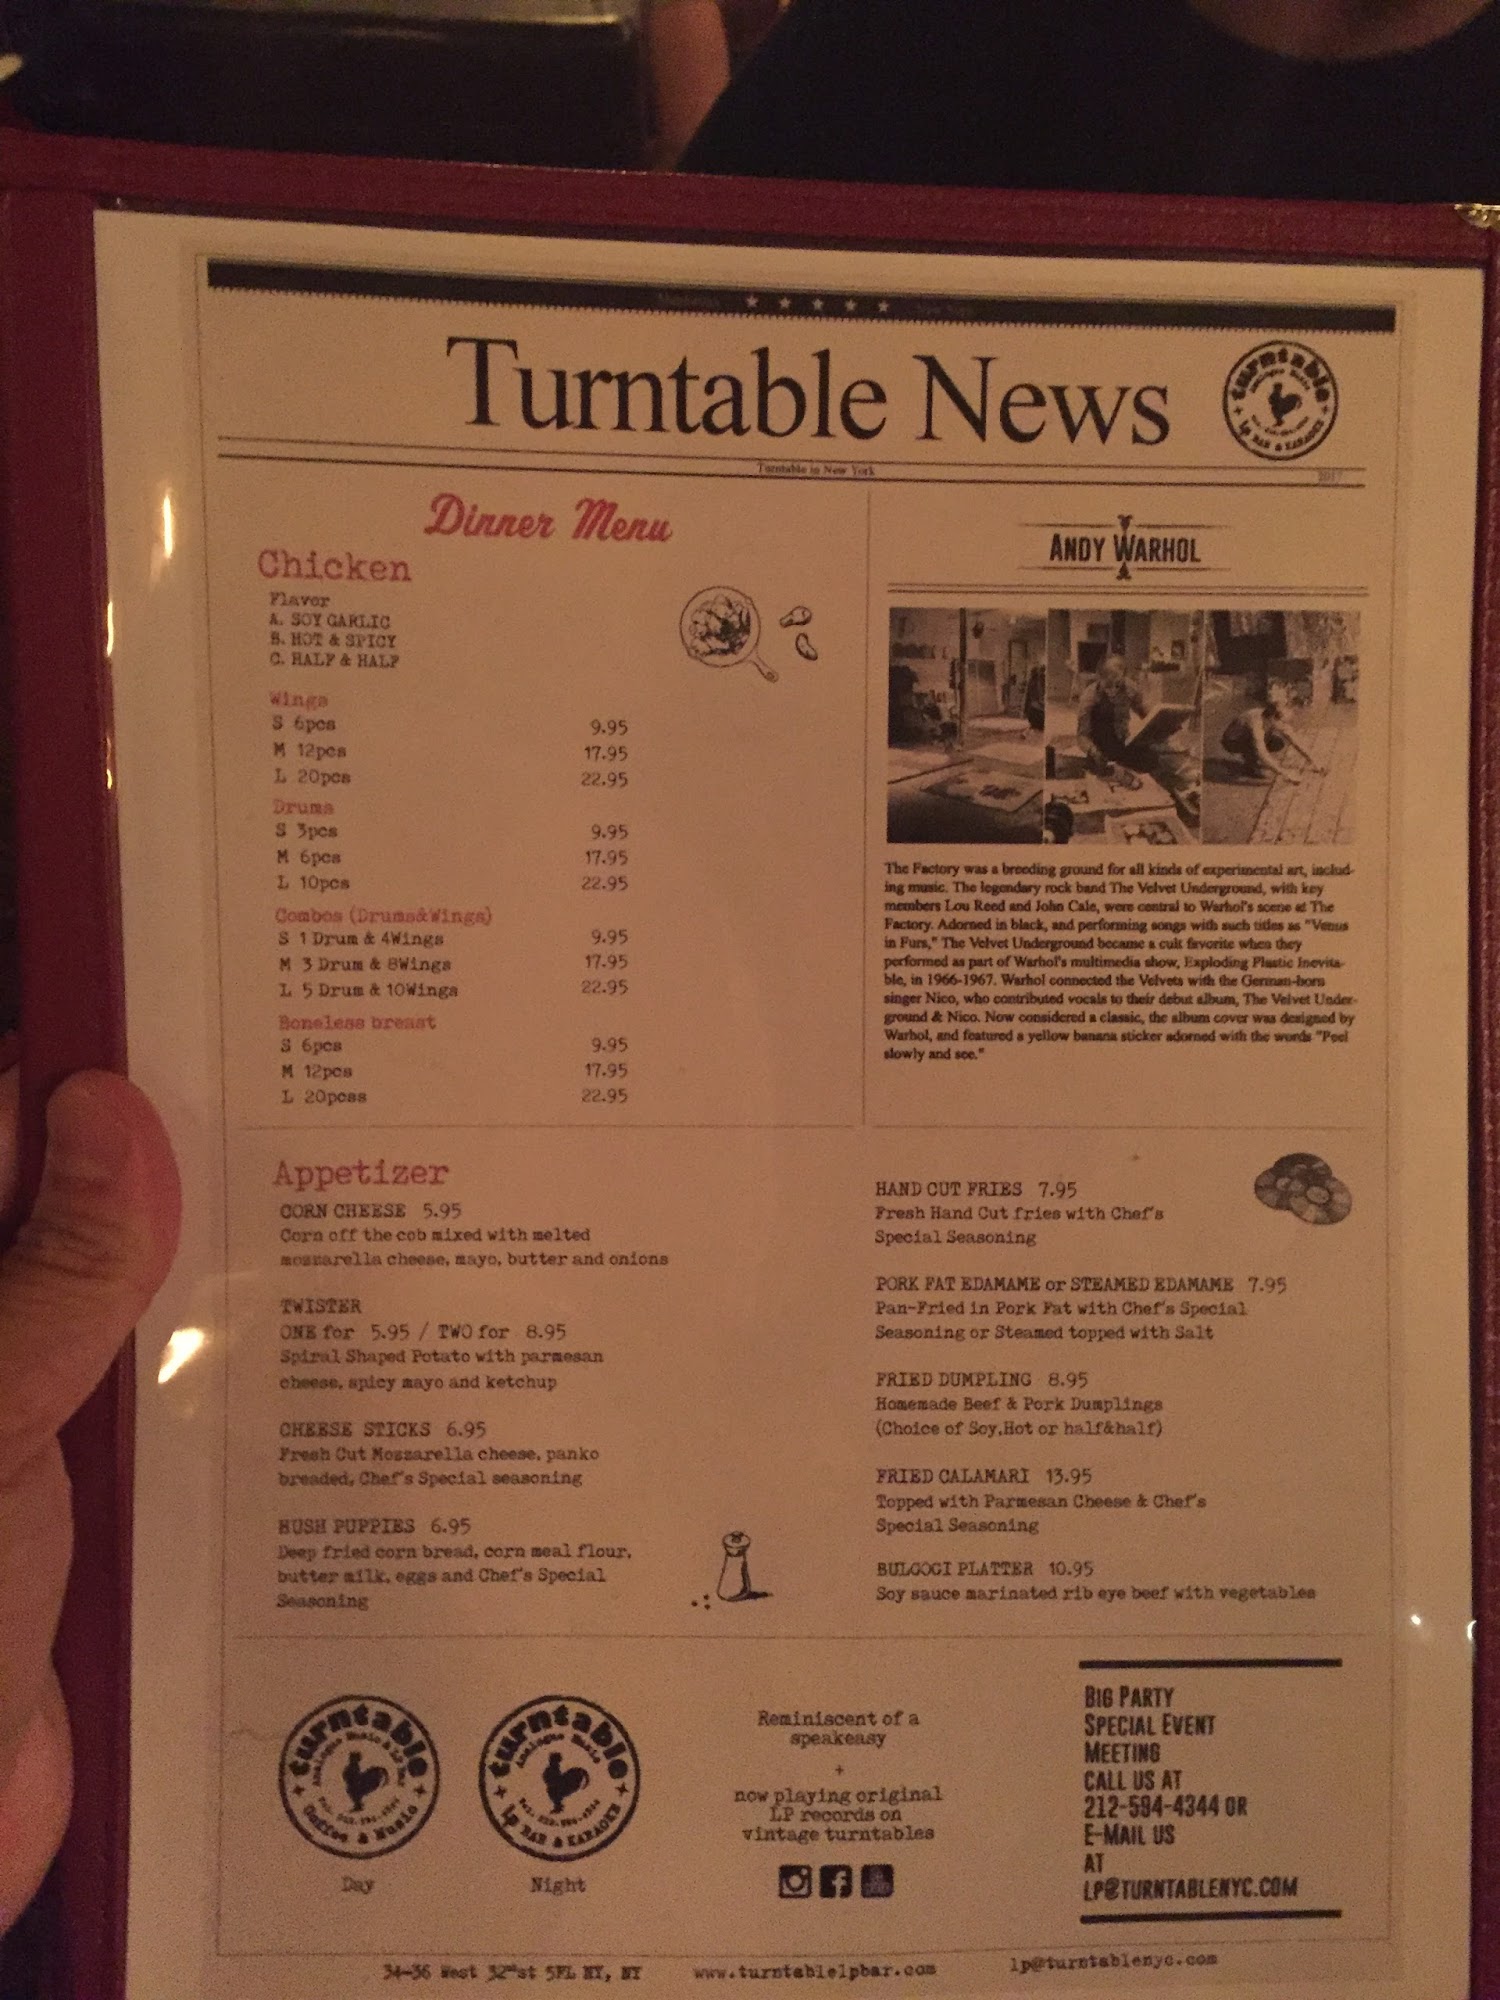 Turntable News
turntable
LP BAR & KARAOKE
Turntable in New York
2017
Dinner Menu
Chicken
Flavor
A. SOY GARLIC
B. HOT & SPICY
C. HALF & HALF
Wings
S 6pcs 9.95
M 12pcs 17.95
L 20pcs 22.95
Drums
S 3pcs 9.95
M 6pcs 17.95
L 10pcs 22.95
Combos (Drums&Wings)
S 1 Drum & 4Wings 9.95
M 3 Drum & 8Wings 17.95
L 5 Drum & 10Wings 22.95
Boneless breast
S 6pcs 9.95
M 12pcs 17.95
L 20pcss 22.95
ANDY WARHOL
The Factory was a breeding ground for all kinds of experimental art, includ-
ing music. The legendary rock band The Velvet Underground, with key
members Lou Reed and John Cale, were central to Warhol's scene at The
Factory. Adorned in black, and performing songs with such titles as "Venus
in Furs," The Velvet Underground became a cult favorite when they
performed as part of Warhol's multimedia show, Exploding Plastic Inevita-
ble, in 1966-1967. Warhol connected the Velvets with the German-born
singer Nico, who contributed vocals to their debut album, The Velvet Under-
ground & Nico. Now considered a classic, the album cover was designed by
Warhol, and featured a yellow banana sticker adorned with the words "Peel
slowly and see."
Appetizer
CORN CHEESE 5.95
Corn off the cob mixed with melted
mozzarella cheese, mayo, butter and onions
TWISTER
ONE for 5.95 / TWO for 8.95
Spiral Shaped Potato with parmesan
cheese, spicy mayo and ketchup
CHEESE STICKS 6.95
Fresh Cut Mozzarella cheese, panko
breaded, Chef's Special seasoning
HUSH PUPPIES 6.95
Deep fried corn bread, corn meal flour,
butter milk, eggs and Chef's Special
Seasoning
HAND CUT FRIES 7.95
Fresh Hand Cut fries with Chef's
Special Seasoning
PORK FAT EDAMAME or STEAMED EDAMAME 7.95
Pan-Fried in Pork Fat with Chef's Special
Seasoning or Steamed topped with Salt
FRIED DUMPLING 8.95
Homemade Beef & Pork Dumplings
(Choice of Soy,Hot or half&half)
FRIED CALAMARI 13.95
Topped with Parmesan Cheese & Chef's
Special Seasoning
BULGOGI PLATTER 10.95
Soy sauce marinated rib eye beef with vegetables
turntable
Coffee & Music
Day
turntable
Analogue Music
LP BAR & KARAOKE
Night
Reminiscent of a
speakeasy
+
now playing original
LP records on
vintage turntables
BIG PARTY
SPECIAL EVENT
MEETING
CALL US AT
212-594-4344 OR
E-MAIL US
AT
LP@TURNTABLENYC.COM
34-36 West 32ndst 5FL NY, NY
www.turntablelpbar.com
lp@turntablenyc.com